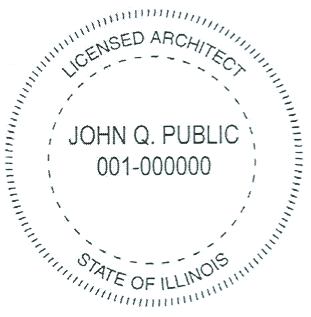 LICENSED ARCHITECT
JOHN Q. PUBLIC
001-000000
STATE OF ILLINOIS